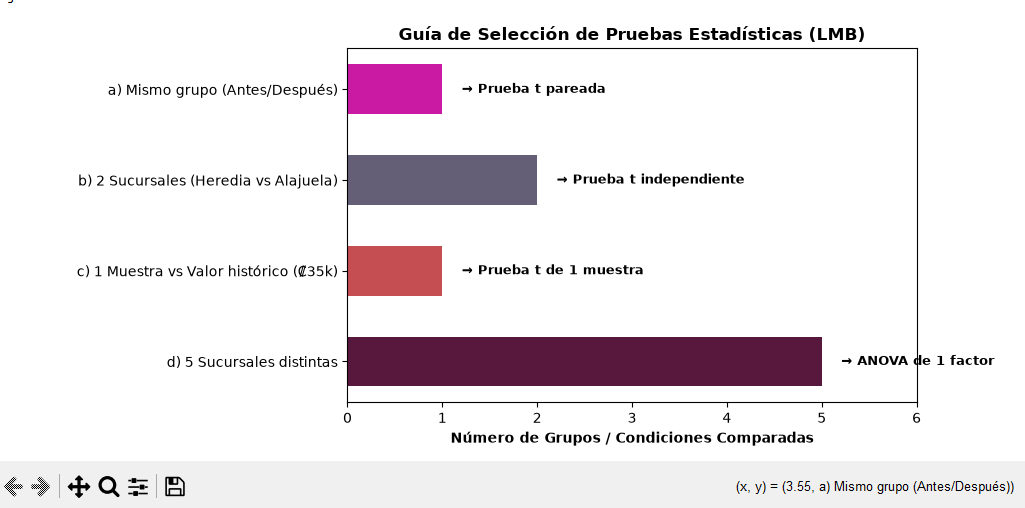 Guía de Selección de Pruebas Estadísticas (LMB)
a) Mismo grupo (Antes/Después)
→ Prueba t pareada
b) 2 Sucursales (Heredia vs Alajuela)
→ Prueba t independiente
c) 1 Muestra vs Valor histórico (₡35k)
→ Prueba t de 1 muestra
d) 5 Sucursales distintas
→ ANOVA de 1 factor
0 1 2 3 4 5 6
Número de Grupos / Condiciones Comparadas
(x, y) = (3.55, a) Mismo grupo (Antes/Después))